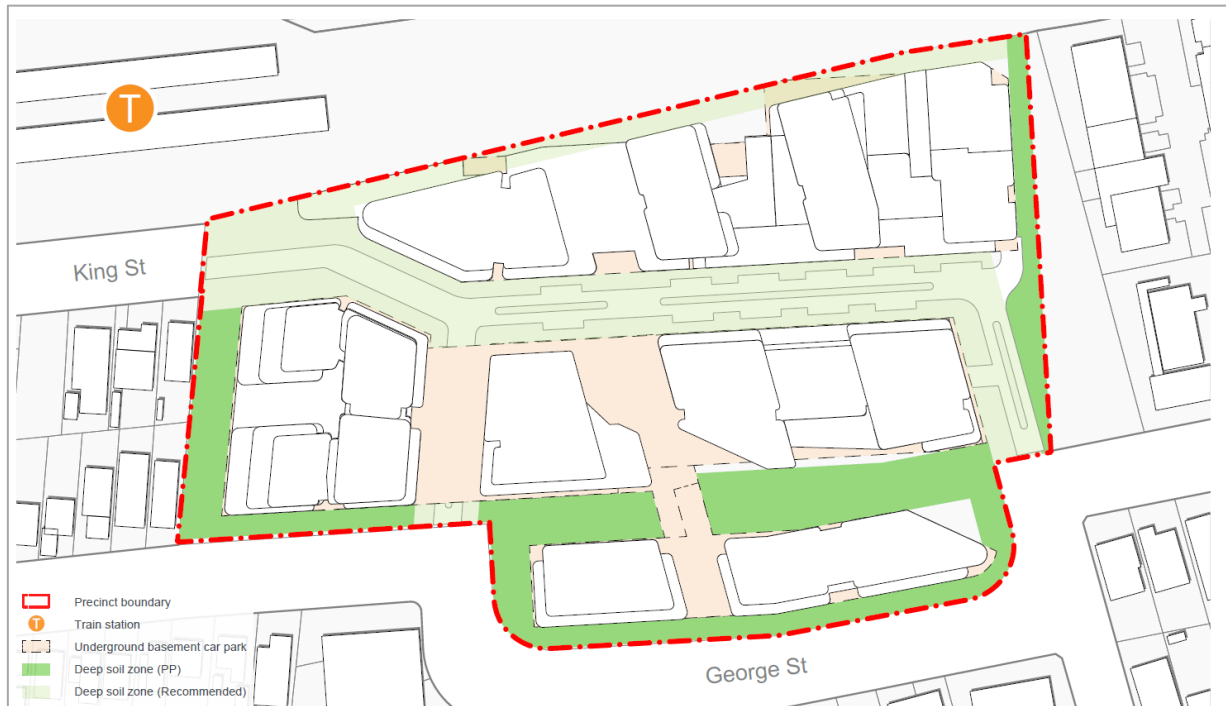 T
King St
Precinct boundary
T Train station
Underground basement car park
Deep soil zone (PP)
Deep soil zone (Recommended)
George St